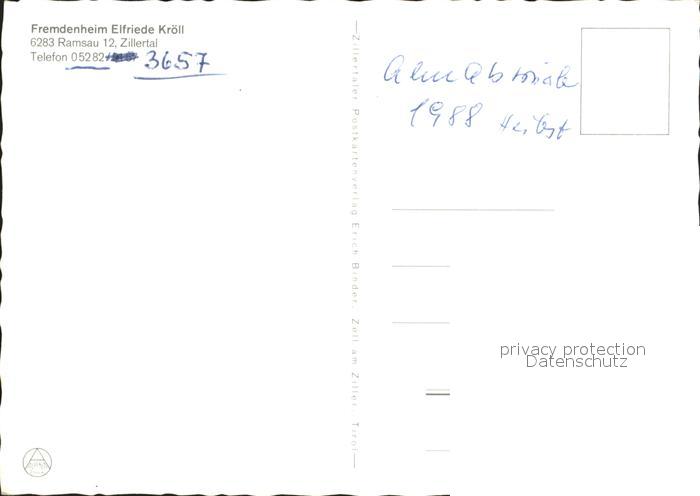 Fremdenheim Elfriede Kröll
6283 Ramsau 12, Zillertal
Telefon 05282 3657
Zillertaler Postkartenverlag Erich Binder, Zell am Ziller, Tirol
1988 Herbst
privacy protection
Datenschutz